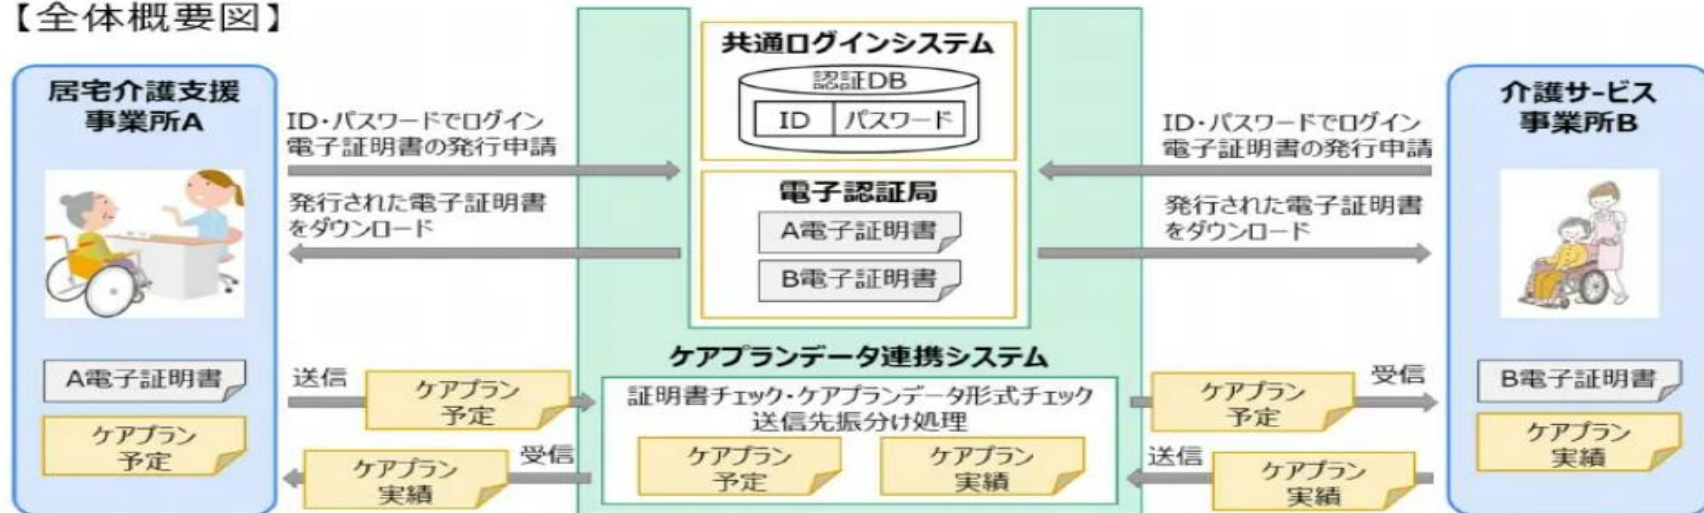 【全体概要図】
居宅介護支援
事業所A
ID・パスワードでログイン
電子証明書の発行申請
発行された電子証明書
をダウンロード
共通ログインシステム
認証DB
ID
パスワード
電子認証局
A電子証明書
B電子証明書
ID・パスワードでログイン
電子証明書の発行申請
発行された電子証明書
をダウンロード
介護サービス
事業所B
A電子証明書
ケアプラン
予定
送信
ケアプラン
予定
ケアプラン
実績
受信
ケアプランデータ連携システム
証明書チェック・ケアプランデータ形式チェック
送信先振分け処理
ケアプラン
予定
ケアプラン
実績
ケアプラン
予定
受信
送信
ケアプラン
実績
B電子証明書
ケアプラン
実績